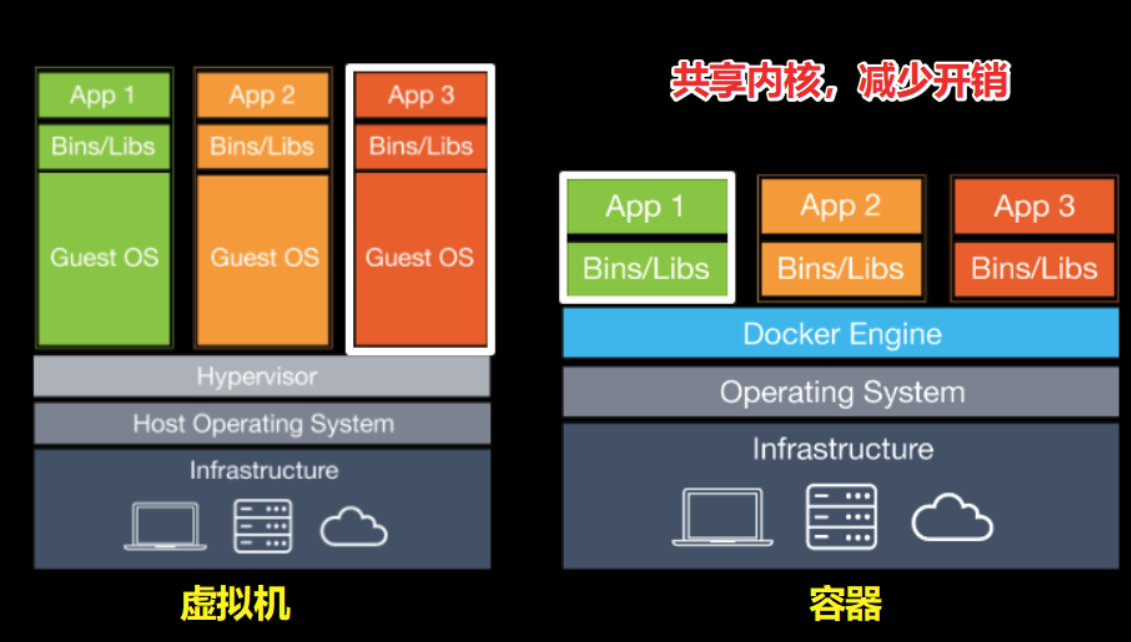 共享内核，减少开销
App 1
App 2
App 3
Bins/Libs
Bins/Libs
Bins/Libs
Guest OS
Guest OS
Guest OS
Hypervisor
Host Operating System
Infrastructure
虚拟机
App 1
App 2
App 3
Bins/Libs
Bins/Libs
Bins/Libs
Docker Engine
Operating System
Infrastructure
容器